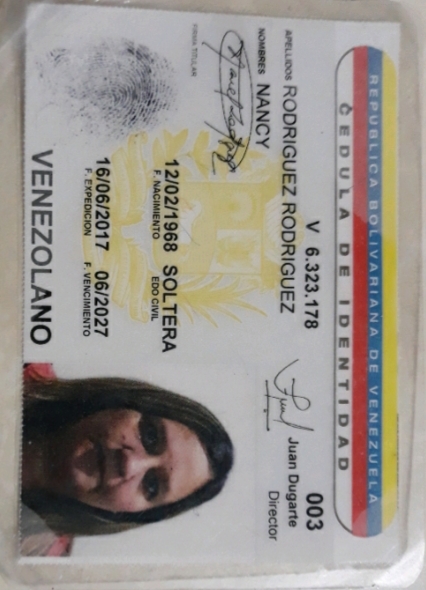 REPUBLICA BOLIVARIANA DE VENEZUELA
CEDULA DE IDENTIDAD
V 6.323.178
003
Juan Dugarte
Director
APELLIDOS RODRIGUEZ RODRIGUEZ
NOMBRES NANCY
FIRMA TITULAR
12/02/1968 SOLTERA
F. NACIMIENTO EDO CIVIL
16/06/2017 06/2027
F. EXPEDICION F. VENCIMIENTO
VENEZOLANO